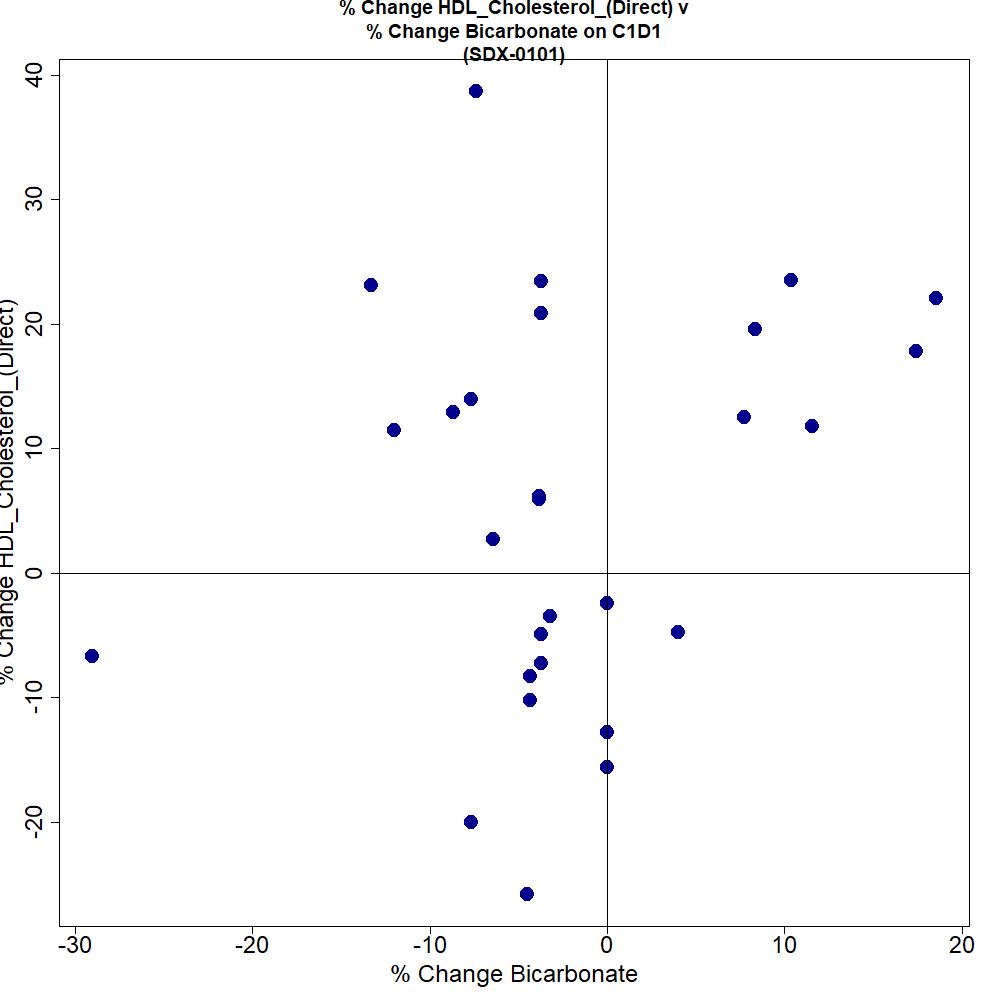 % Change HDL_Cholesterol_(Direct) v
% Change Bicarbonate on C1D1
(SDX-0101)
% Change HDL_Cholesterol_(Direct)
40
30
20
10
0
-10
-20
-30 -20 -10 0 10 20
% Change Bicarbonate